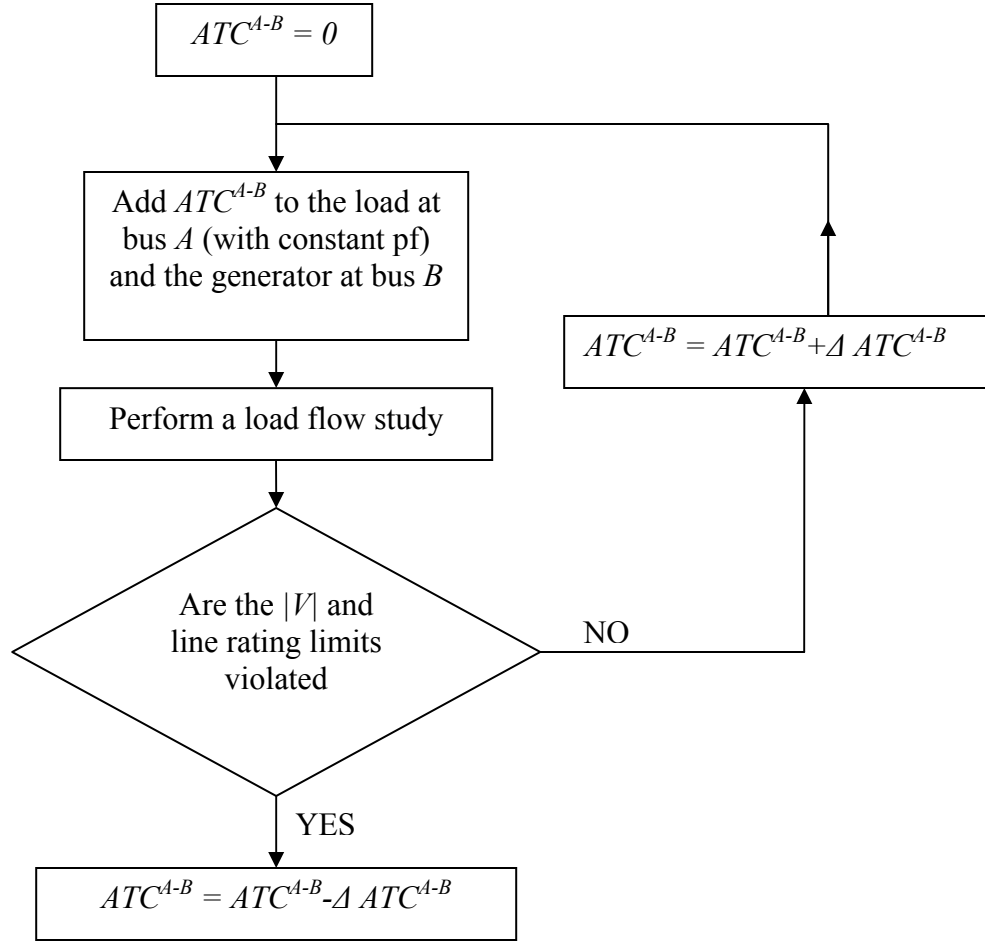 ATC^{A-B} = 0
Add ATC^{A-B} to the load at
bus A (with constant pf)
and the generator at bus B
ATC^{A-B} = ATC^{A-B}+Δ ATC^{A-B}
Perform a load flow study
Are the |V| and
line rating limits
violated
NO
YES
ATC^{A-B} = ATC^{A-B}-Δ ATC^{A-B}